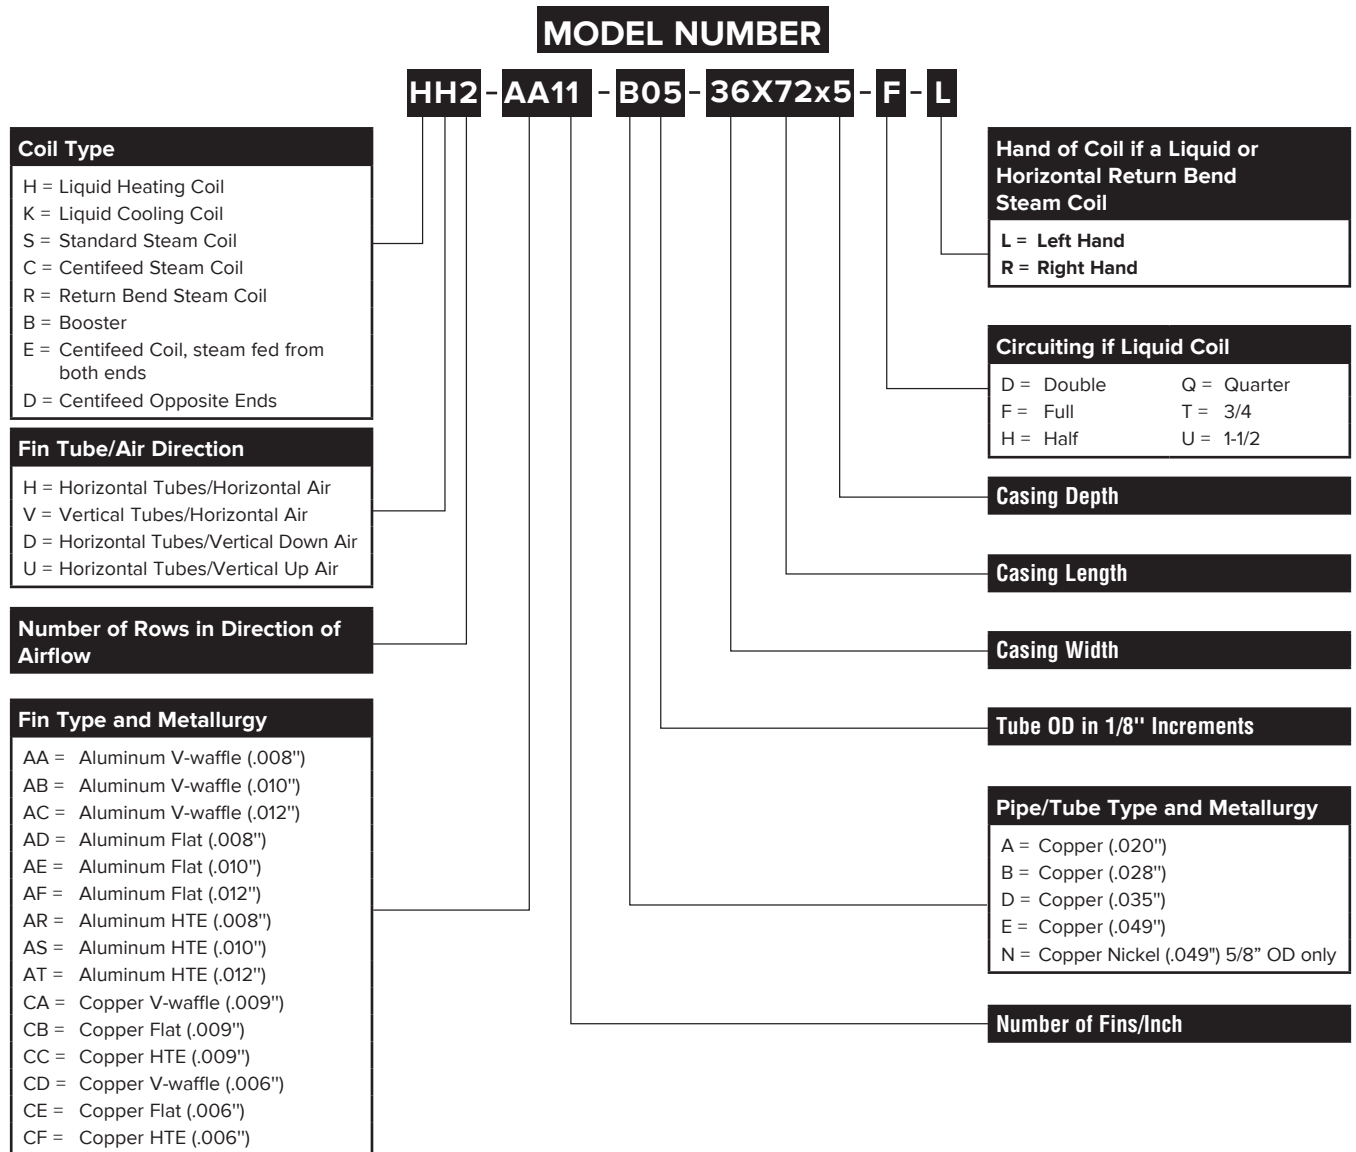 MODEL NUMBER
HH2 - AA11 - B05 - 36X72x5 - F - L
Coil Type
H = Liquid Heating Coil
K = Liquid Cooling Coil
S = Standard Steam Coil
C = Centifeed Steam Coil
R = Return Bend Steam Coil
B = Booster
E = Centifeed Coil, steam fed from
both ends
D = Centifeed Opposite Ends
Fin Tube/Air Direction
H = Horizontal Tubes/Horizontal Air
V = Vertical Tubes/Horizontal Air
D = Horizontal Tubes/Vertical Down Air
U = Horizontal Tubes/Vertical Up Air
Number of Rows in Direction of
Airflow
Fin Type and Metallurgy
AA = Aluminum V-waffle (.008")
AB = Aluminum V-waffle (.010")
AC = Aluminum V-waffle (.012")
AD = Aluminum Flat (.008")
AE = Aluminum Flat (.010")
AF = Aluminum Flat (.012")
AR = Aluminum HTE (.008")
AS = Aluminum HTE (.010")
AT = Aluminum HTE (.012")
CA = Copper V-waffle (.009")
CB = Copper Flat (.009")
CC = Copper HTE (.009")
CD = Copper V-waffle (.006")
CE = Copper Flat (.006")
CF = Copper HTE (.006")
Hand of Coil if a Liquid or
Horizontal Return Bend
Steam Coil
L = Left Hand
R = Right Hand
Circuiting if Liquid Coil
D = Double Q = Quarter
F = Full T = 3/4
H = Half U = 1-1/2
Casing Depth
Casing Length
Casing Width
Tube OD in 1/8" Increments
Pipe/Tube Type and Metallurgy
A = Copper (.020")
B = Copper (.028")
D = Copper (.035")
E = Copper (.049")
N = Copper Nickel (.049") 5/8” OD only
Number of Fins/Inch